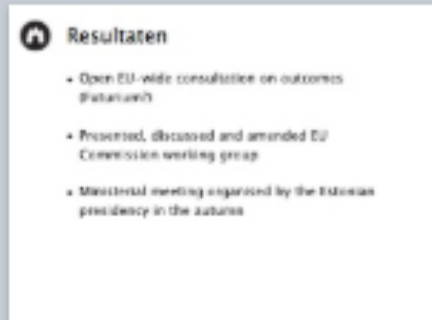 Resultaten
• Open EU-wide consultation on outcomes
(Futurium?)
• Presented, discussed and amended EU
Commission working group
• Ministerial meeting organised by the Estonian
presidency in the autumn